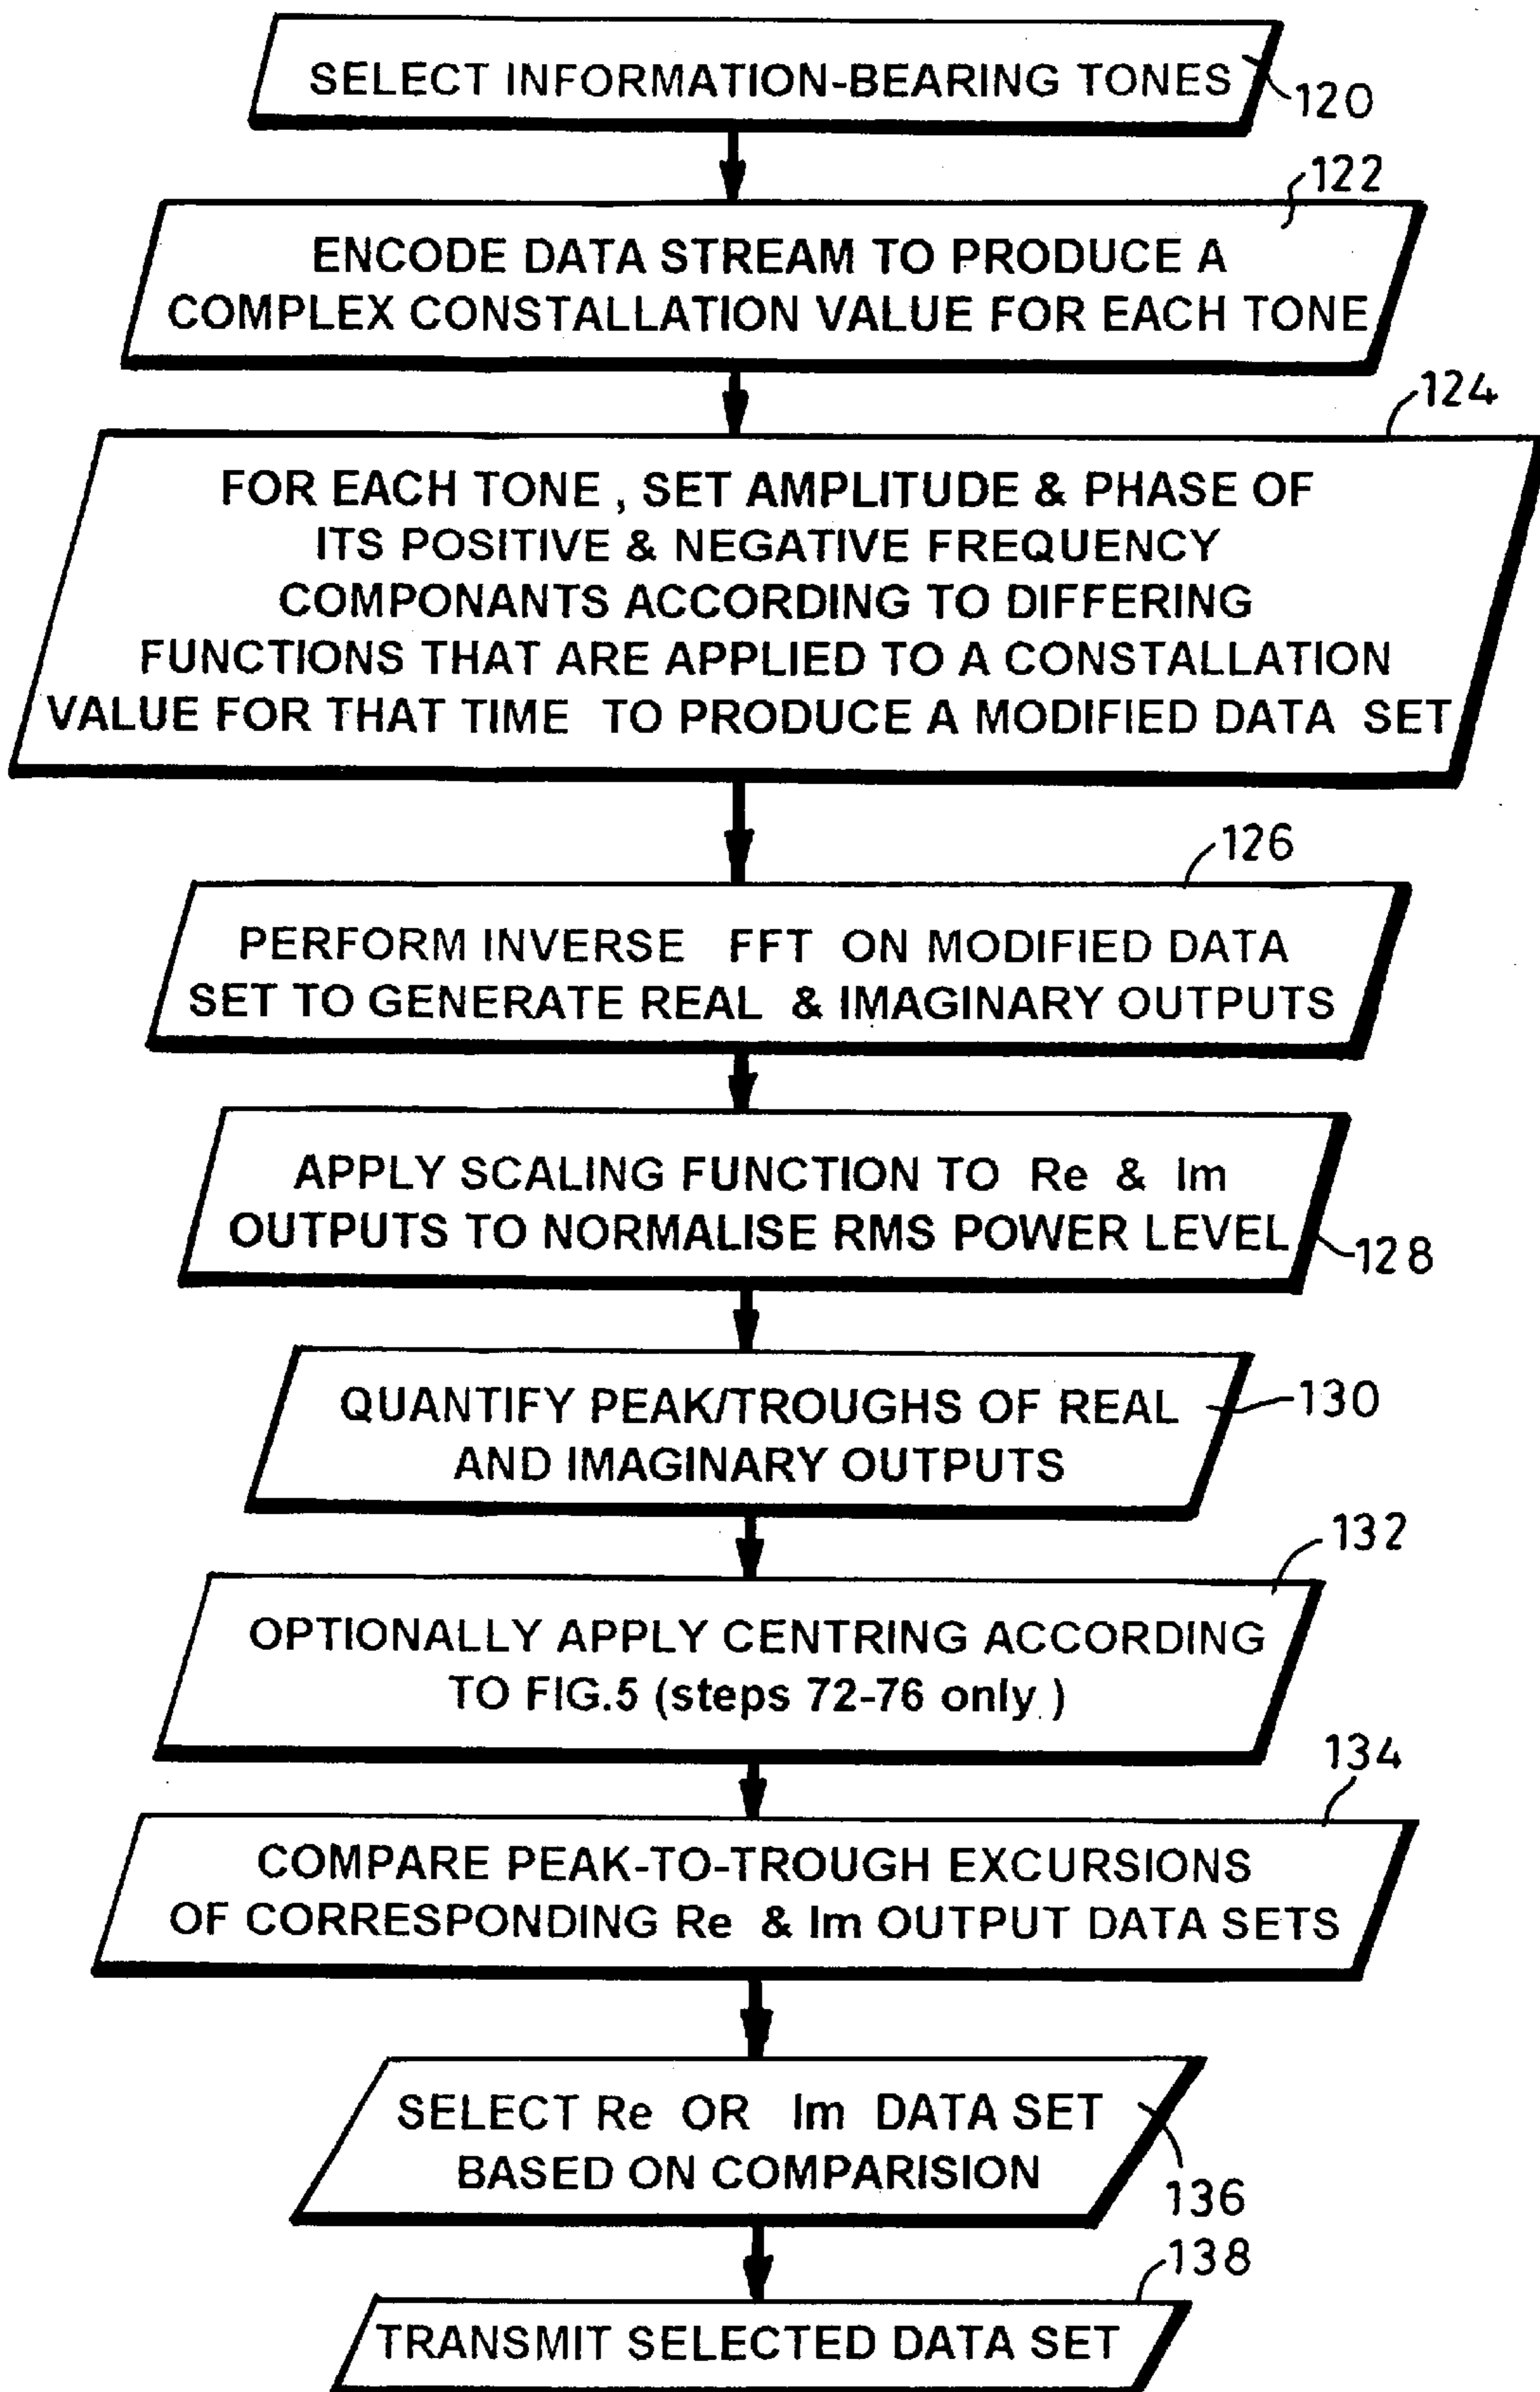 SELECT INFORMATION-BEARING TONES
120
122
ENCODE DATA STREAM TO PRODUCE A
COMPLEX CONSTALLATION VALUE FOR EACH TONE
124
FOR EACH TONE , SET AMPLITUDE & PHASE OF
ITS POSITIVE & NEGATIVE FREQUENCY
COMPONANTS ACCORDING TO DIFFERING
FUNCTIONS THAT ARE APPLIED TO A CONSTALLATION
VALUE FOR THAT TIME TO PRODUCE A MODIFIED DATA SET
126
PERFORM INVERSE FFT ON MODIFIED DATA
SET TO GENERATE REAL & IMAGINARY OUTPUTS
APPLY SCALING FUNCTION TO Re & Im
OUTPUTS TO NORMALISE RMS POWER LEVEL
128
QUANTIFY PEAK/TROUGHS OF REAL
AND IMAGINARY OUTPUTS
130
132
OPTIONALLY APPLY CENTRING ACCORDING
TO FIG.5 (steps 72-76 only )
134
COMPARE PEAK-TO-TROUGH EXCURSIONS
OF CORRESPONDING Re & Im OUTPUT DATA SETS
SELECT Re OR Im DATA SET
BASED ON COMPARISION
136
138
TRANSMIT SELECTED DATA SET